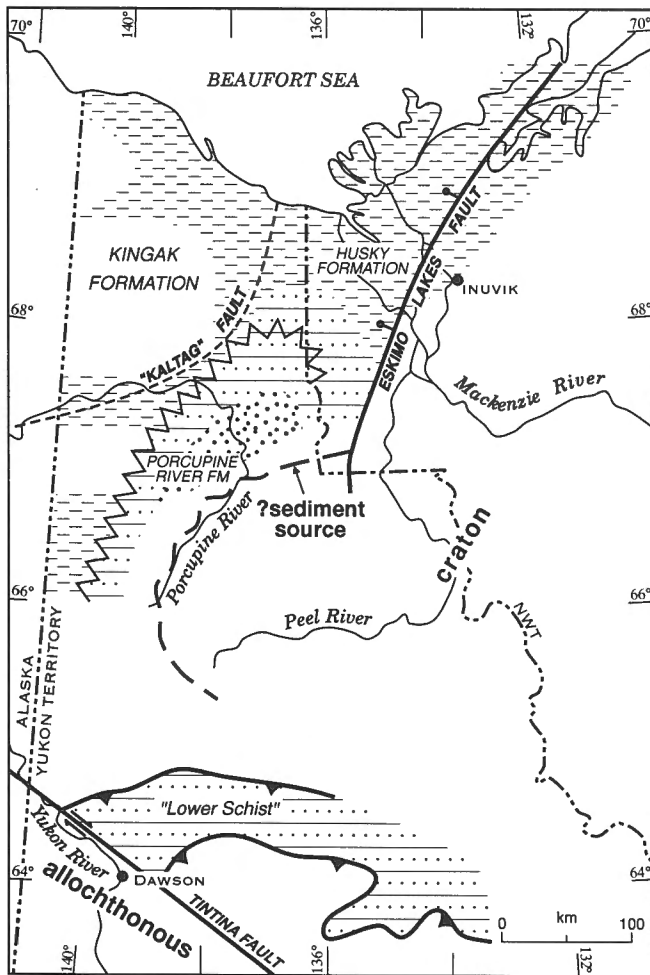 70°
140°
136°
132°
70°
BEAUFORT SEA
KINGAK
FORMATION
HUSKY
FORMATION
ESKIMO LAKES FAULT
INUVIK
68°
68°
"KALTAG" FAULT
Mackenzie River
PORCUPINE
RIVER FM
?sediment
source
Porcupine River
craton
66°
66°
Peel River
NWT
ALASKA
YUKON TERRITORY
"Lower Schist"
Yukon River
64°
DAWSON
64°
allochthonous
TINTINA FAULT
0 km 100
140°
136°
132°